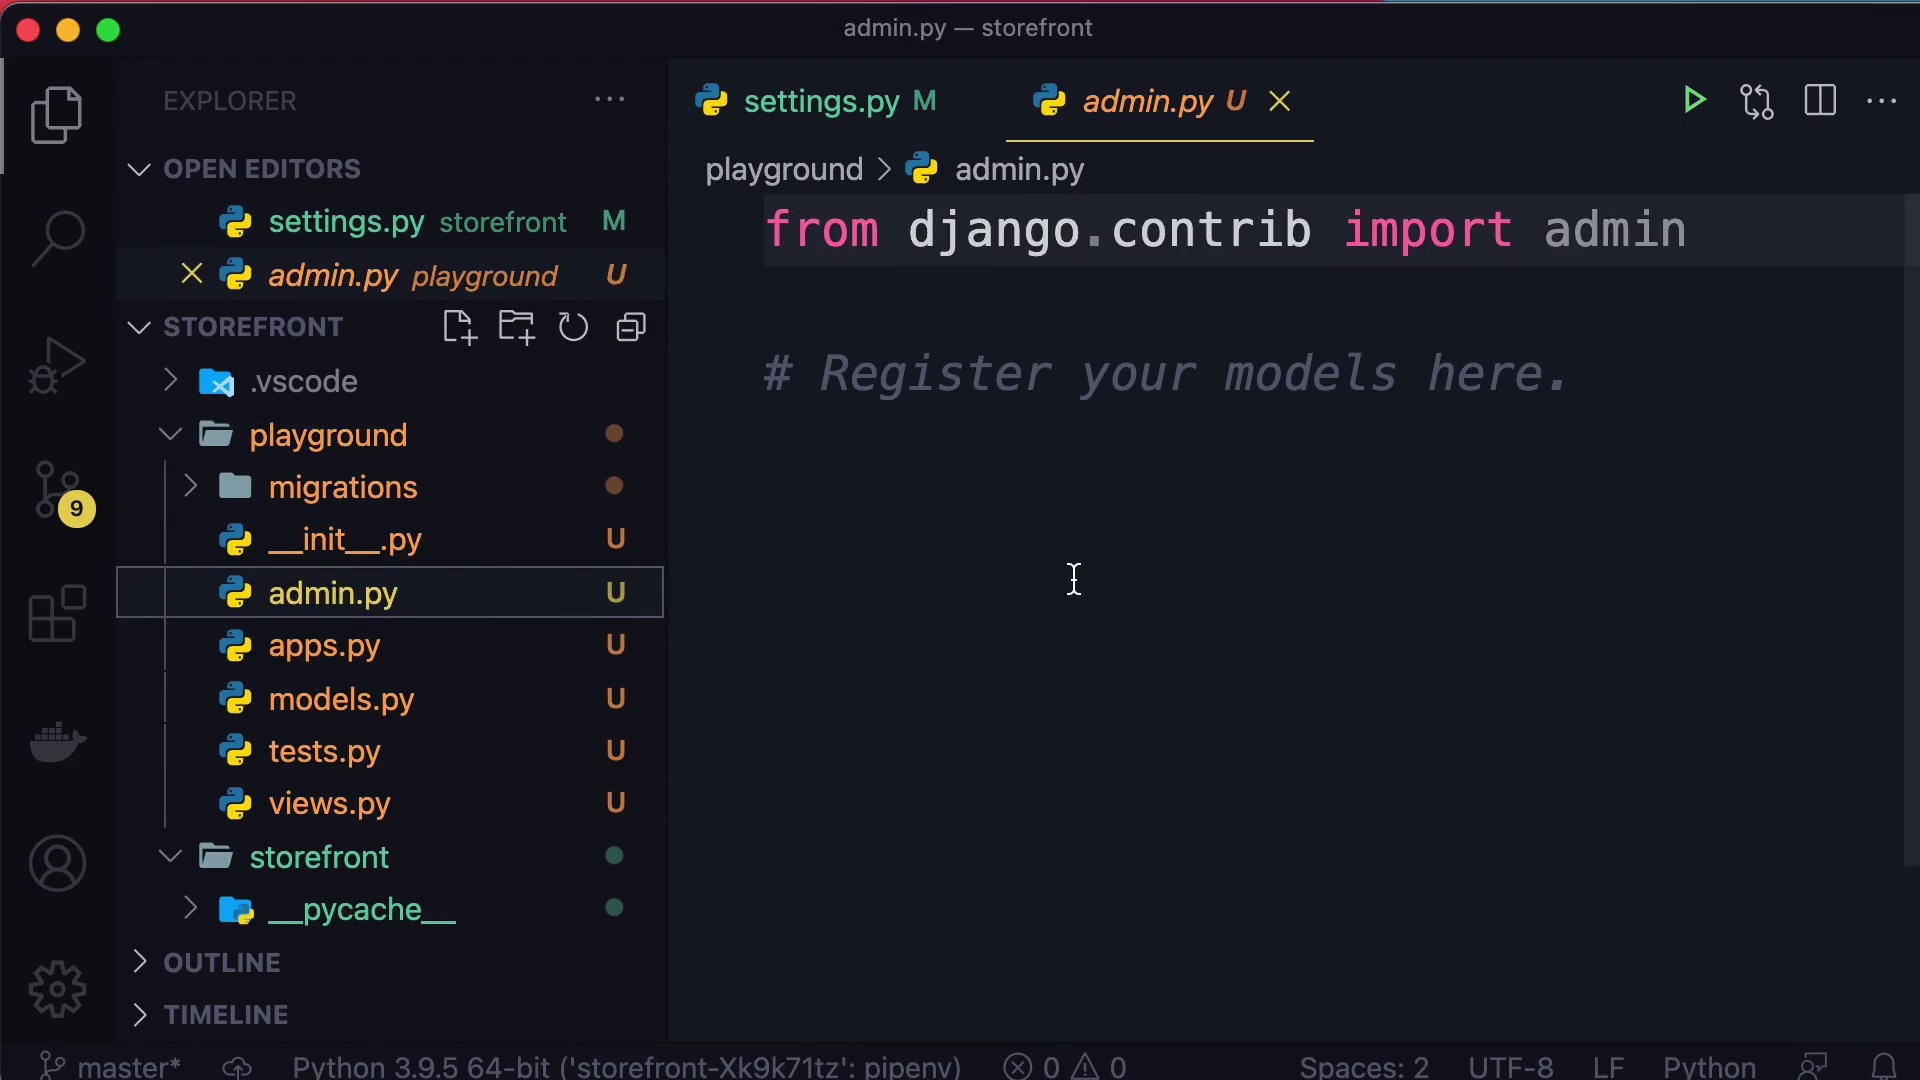 admin.py — storefront
EXPLORER
settings.py M
admin.py U
OPEN EDITORS
playground > admin.py
settings.py storefront M
from django.contrib import admin
admin.py playground U
STOREFRONT
.vscode
# Register your models here.
playground
migrations
9
__init__.py U
admin.py U
apps.py U
models.py U
tests.py U
views.py U
storefront
__pycache__
OUTLINE
TIMELINE
master* Python 3.9.5 64-bit ('storefront-Xk9k71tz': pipenv) 0 0 Spaces: 2 UTF-8 LF Python